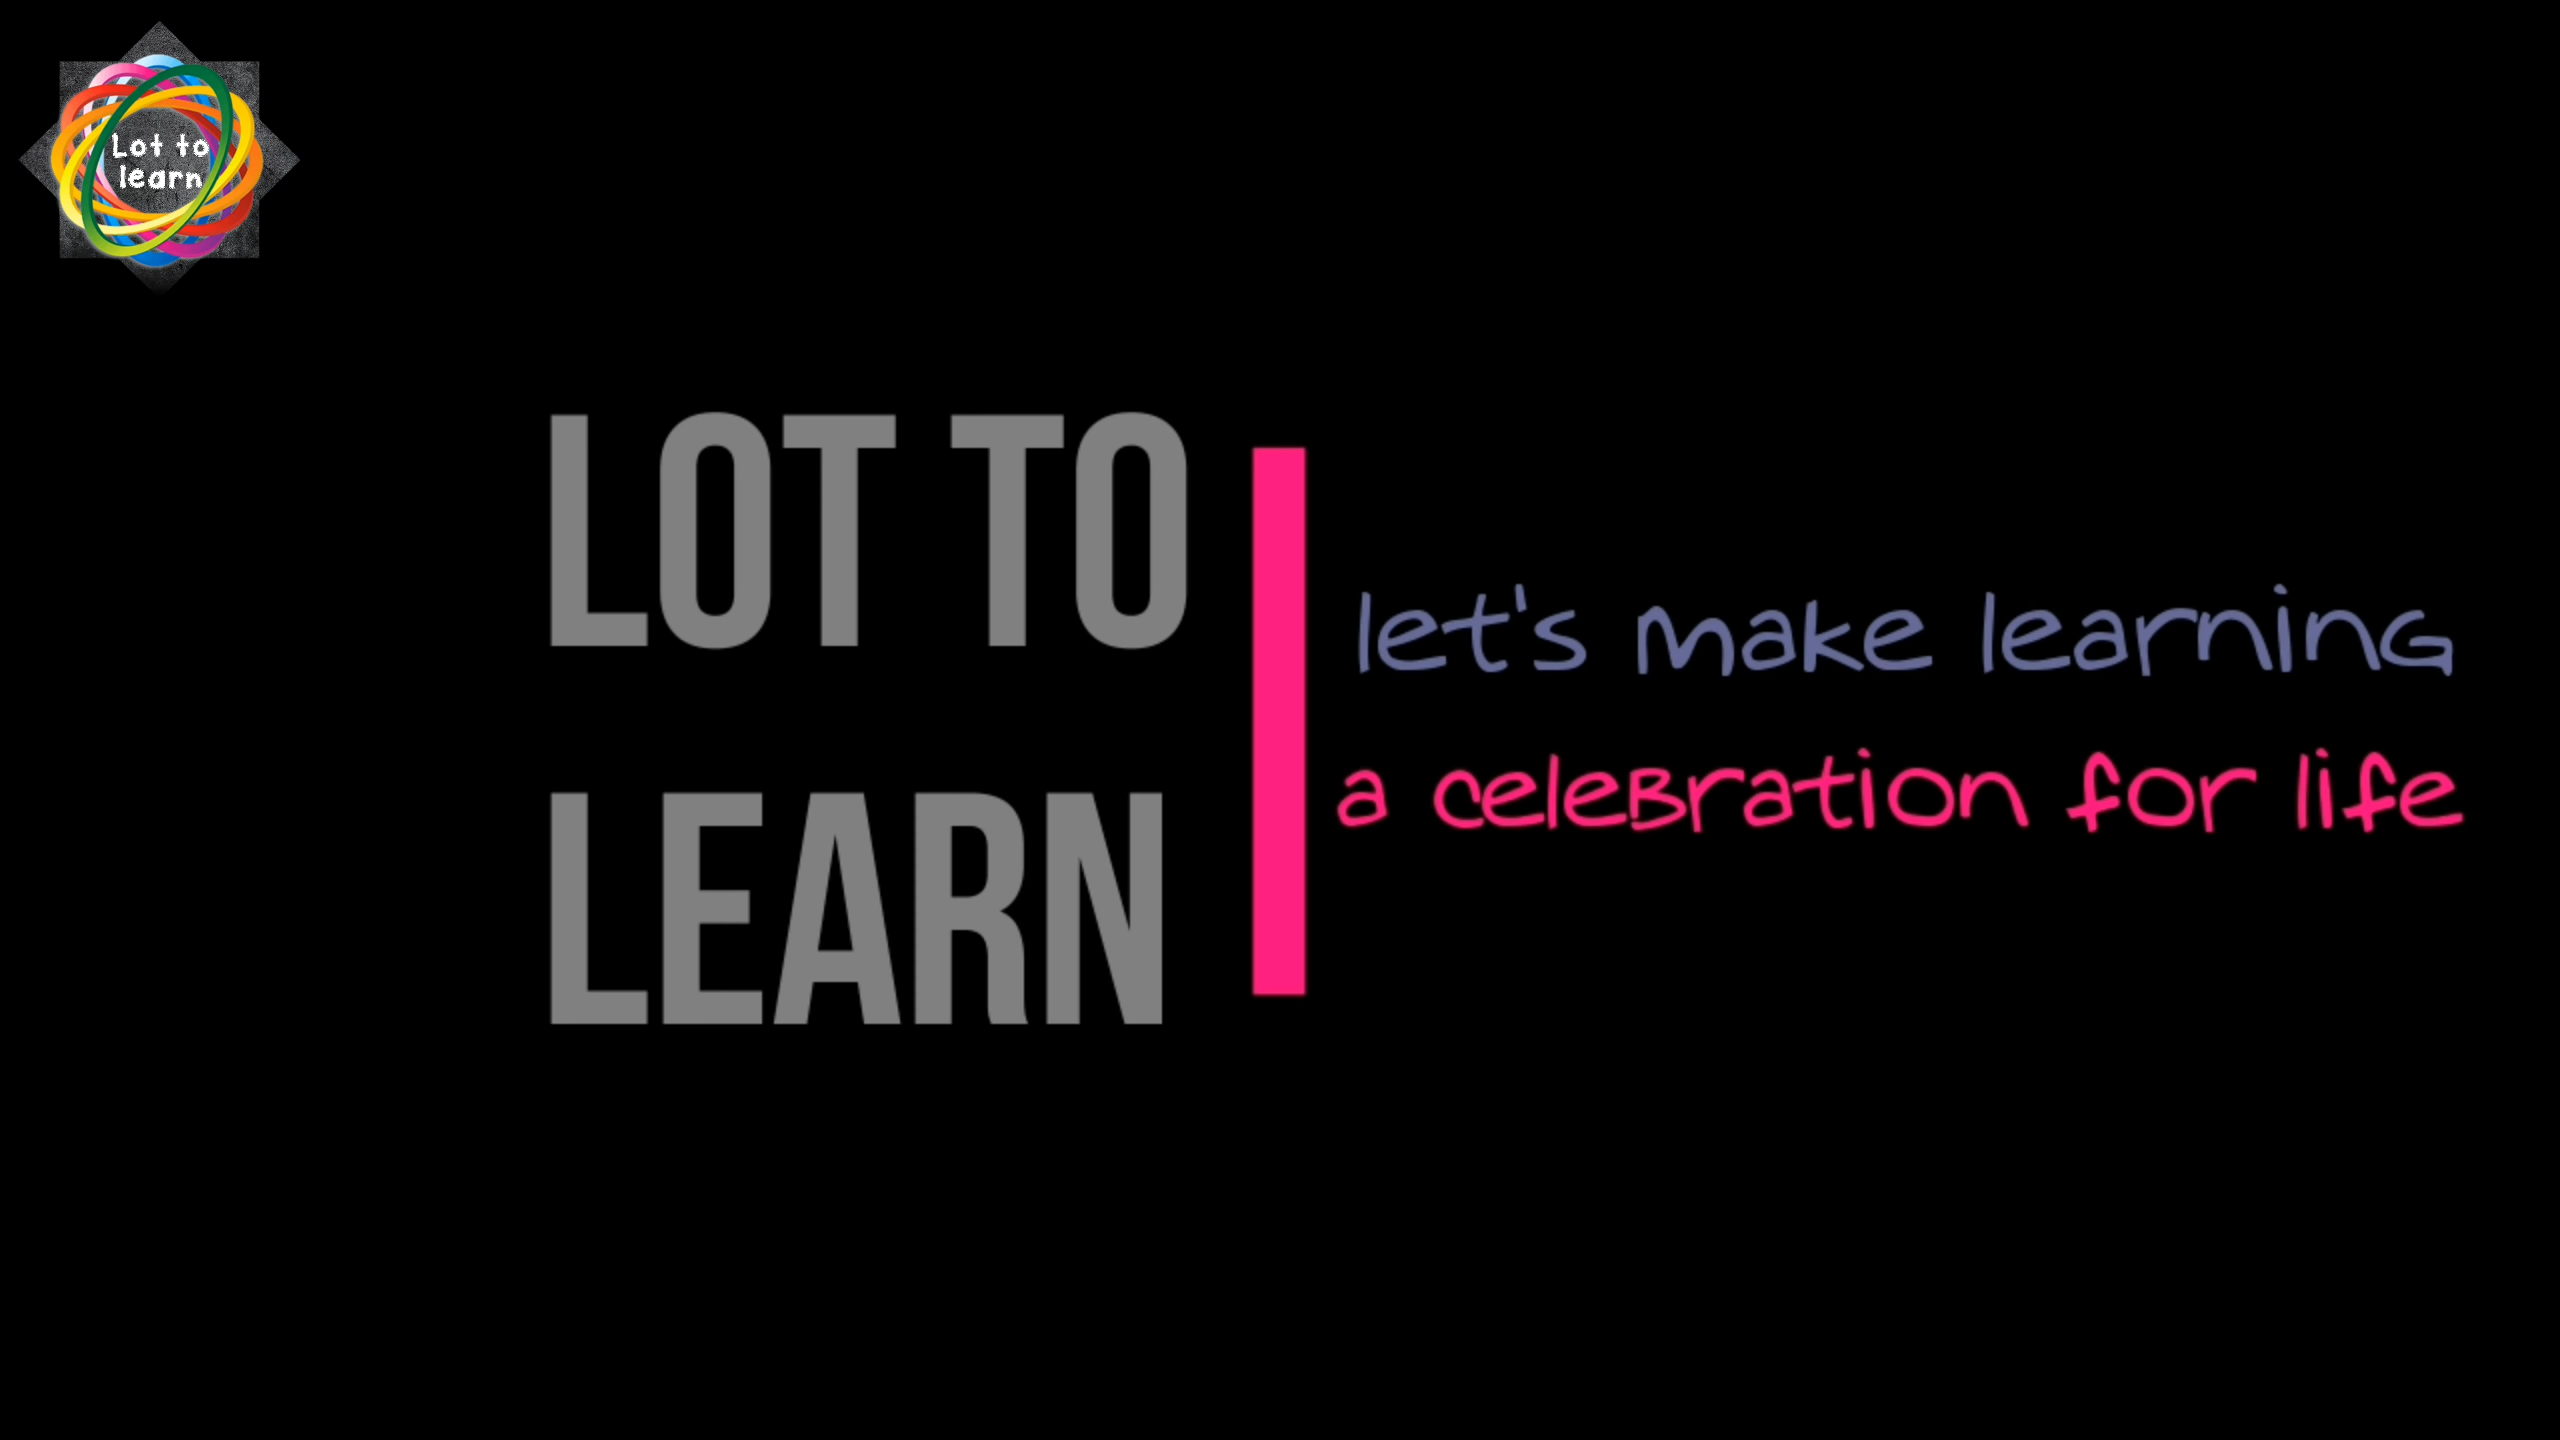 Lot to
learn
LOT TO
LEARN
let's make learning
a celeBration for life